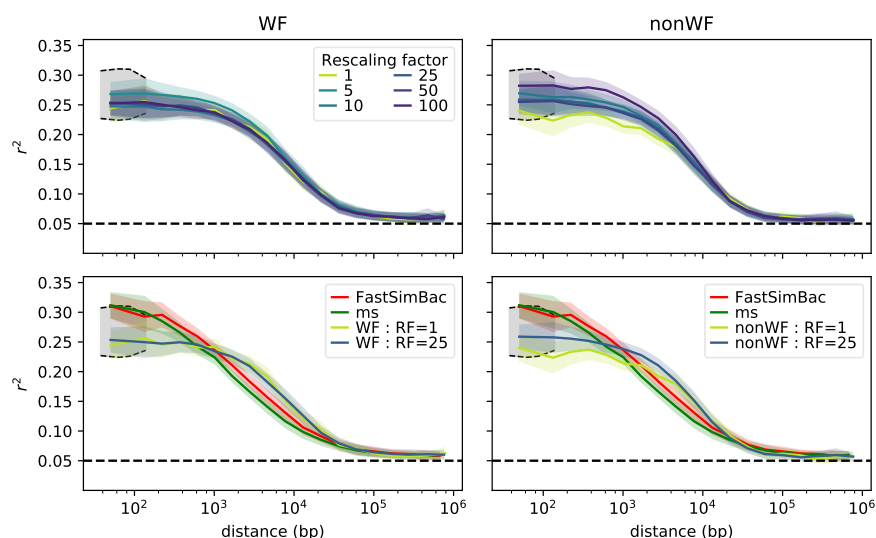 WF
nonWF
0.35
0.30
0.25
0.20
0.15
0.10
0.05
r²
Rescaling factor
1
5
10
25
50
100
0.35
0.30
0.25
0.20
0.15
0.10
0.05
r²
FastSimBac
ms
WF : RF=1
WF : RF=25
FastSimBac
ms
nonWF : RF=1
nonWF : RF=25
10² 10³ 10⁴ 10⁵ 10⁶
10² 10³ 10⁴ 10⁵ 10⁶
distance (bp)
distance (bp)